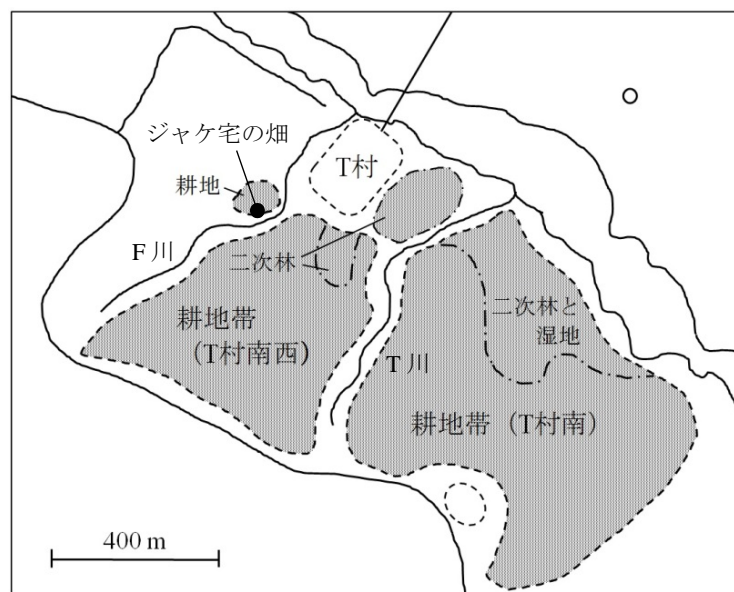 ジャケ宅の畑
T村
耕地
F川
二次林
二次林と
湿地
耕地帯
（T村南西）
T川
耕地帯（T村南）
400 m